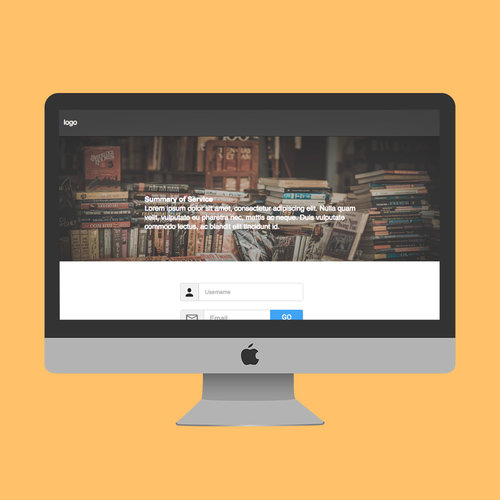 logo
Summary of Service
Lorem ipsum dolor sit amet, consectetur adipiscing elit. Nulla quam
velit, vulputate eu pharetra nec, mattis ac neque. Duis vulputate
commodo lectus, ac blandit elit tincidunt id.
Username
Email
GO